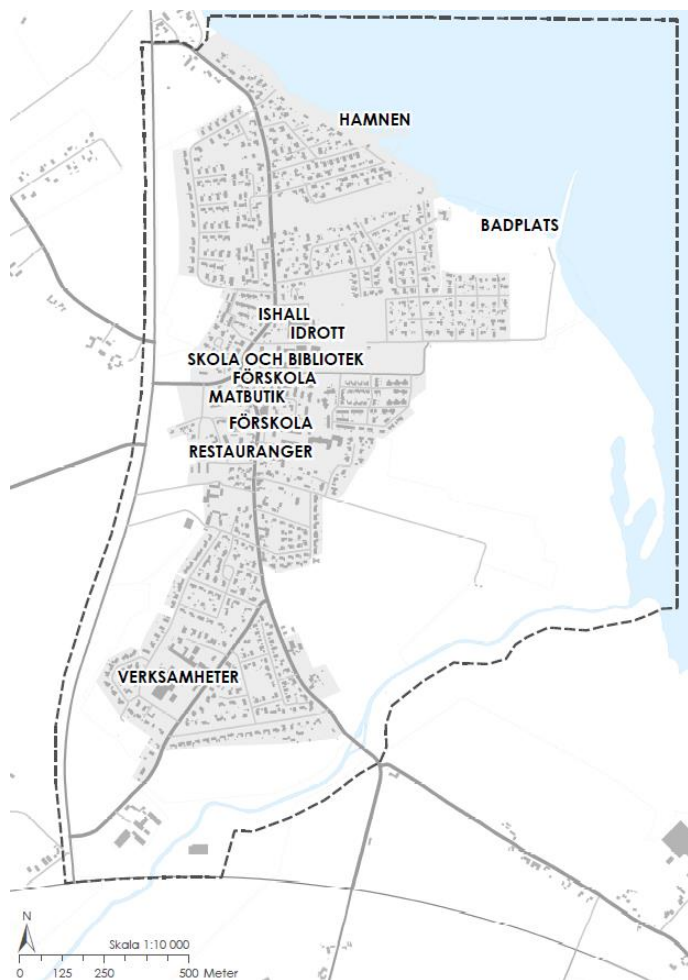 HAMNEN
BADPLATS
ISHALL
IDROTT
SKOLA OCH BIBLIOTEK
FÖRSKOLA
MATBUTIK
FÖRSKOLA
RESTAURANGER
VERKSAMHETER
N
Skala 1:10 000
0 125 250 500 Meter